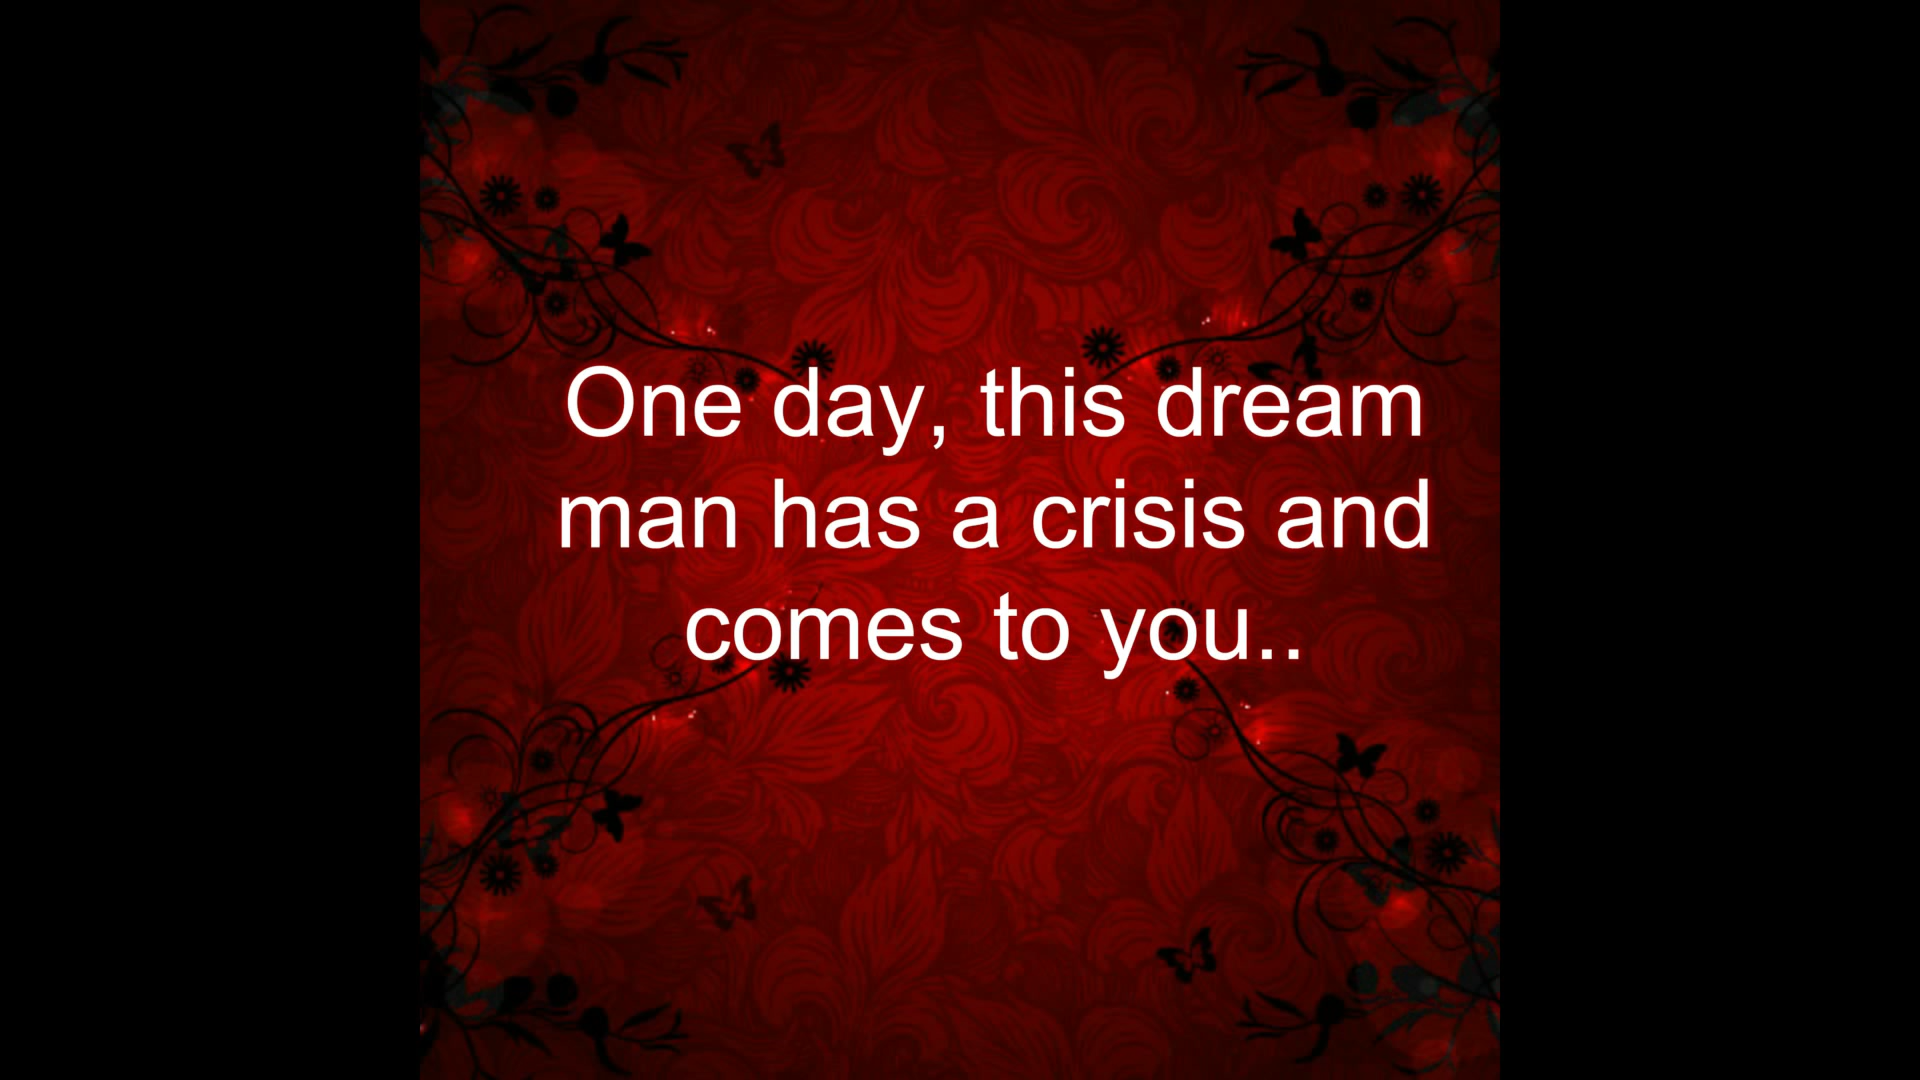 One day, this dream
man has a crisis and
comes to you..